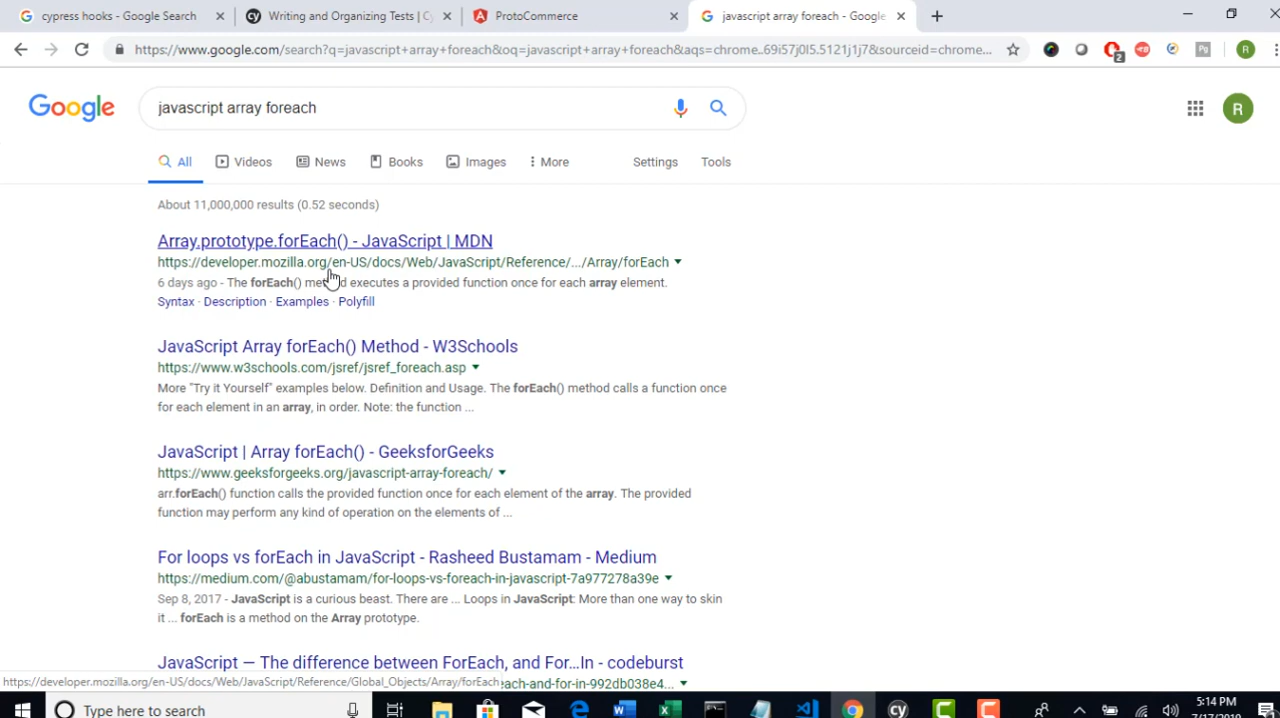 cypress hooks - Google Search
Writing and Organizing Tests | Cy
ProtoCommerce
javascript array foreach - Google
https://www.google.com/search?q=javascript+array+foreach&oq=javascript+array+foreach&aqs=chrome..69i57j0l5.5121j1j7&sourceid=chrome...
2
R
Google
javascript array foreach
R
All
Videos
News
Books
Images
More
Settings
Tools
About 11,000,000 results (0.52 seconds)
Array.prototype.forEach() - JavaScript | MDN
https://developer.mozilla.org/en-US/docs/Web/JavaScript/Reference/.../Array/forEach
6 days ago - The forEach() method executes a provided function once for each array element.
Syntax · Description · Examples · Polyfill
JavaScript Array forEach() Method - W3Schools
https://www.w3schools.com/jsref/jsref_foreach.asp
More "Try it Yourself" examples below. Definition and Usage. The forEach() method calls a function once
for each element in an array, in order. Note: the function ...
JavaScript | Array forEach() - GeeksforGeeks
https://www.geeksforgeeks.org/javascript-array-foreach/
arr.forEach() function calls the provided function once for each element of the array. The provided
function may perform any kind of operation on the elements of ...
For loops vs forEach in JavaScript - Rasheed Bustamam - Medium
https://medium.com/@abustamam/for-loops-vs-foreach-in-javascript-7a977278a39e
Sep 8, 2017 - JavaScript is a curious beast. There are ... Loops in JavaScript: More than one way to skin
it ... forEach is a method on the Array prototype.
JavaScript — The difference between ForEach, and For...In - codeburst
https://developer.mozilla.org/en-US/docs/Web/JavaScript/Reference/Global_Objects/Array/forEach
each-and-for-in-992db038e4...
Type here to search
5:14 PM